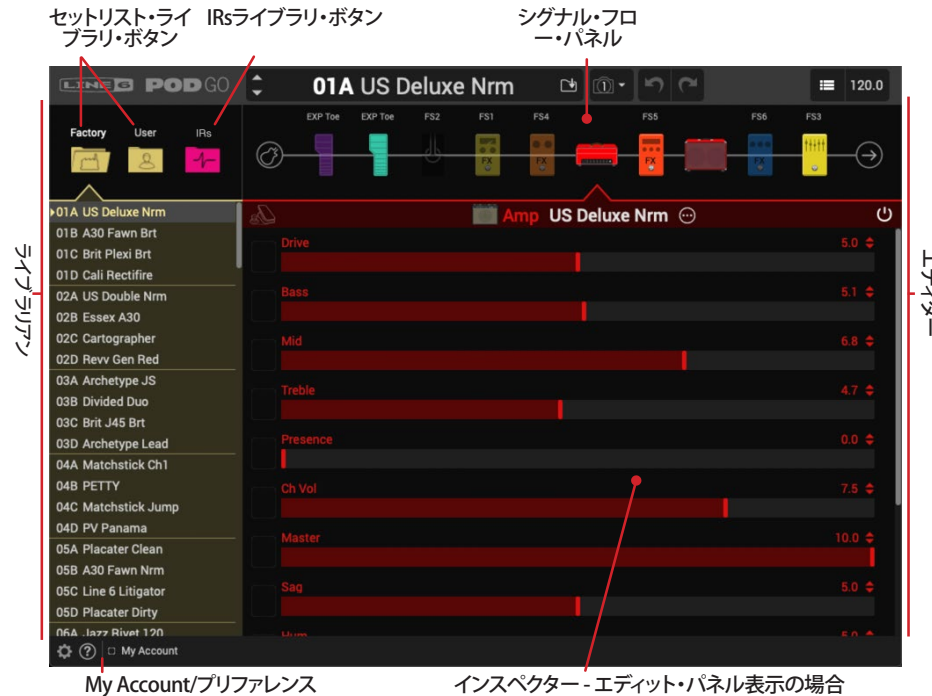 セットリスト・ライ
ブラリ・ボタン
IRsライブラリ・ボタン
シグナル・フロ
ー・パネル
LINE 6 POD GO
01A US Deluxe Nrm
1
120.0
Factory
User
IRs
EXP Toe
EXP Toe
FS2
FS1
FS4
FS5
FS6
FS3
FX
FX
FX
FX
ライブラリアン
エディター
01A US Deluxe Nrm
01B A30 Fawn Brt
01C Brit Plexi Brt
01D Cali Rectifire
02A US Double Nrm
02B Essex A30
02C Cartographer
02D Revv Gen Red
03A Archetype JS
03B Divided Duo
03C Brit J45 Brt
03D Archetype Lead
04A Matchstick Ch1
04B PETTY
04C Matchstick Jump
04D PV Panama
05A Placater Clean
05B A30 Fawn Nrm
05C Line 6 Litigator
05D Placater Dirty
06A Jazz Rivet 120
Amp US Deluxe Nrm
Drive 5.0
Bass 5.1
Mid 6.8
Treble 4.7
Presence 0.0
Ch Vol 7.5
Master 10.0
Sag 5.0
Hum 5.0
? My Account
My Account/プリファレンス
インスペクター - エディット・パネル表示の場合